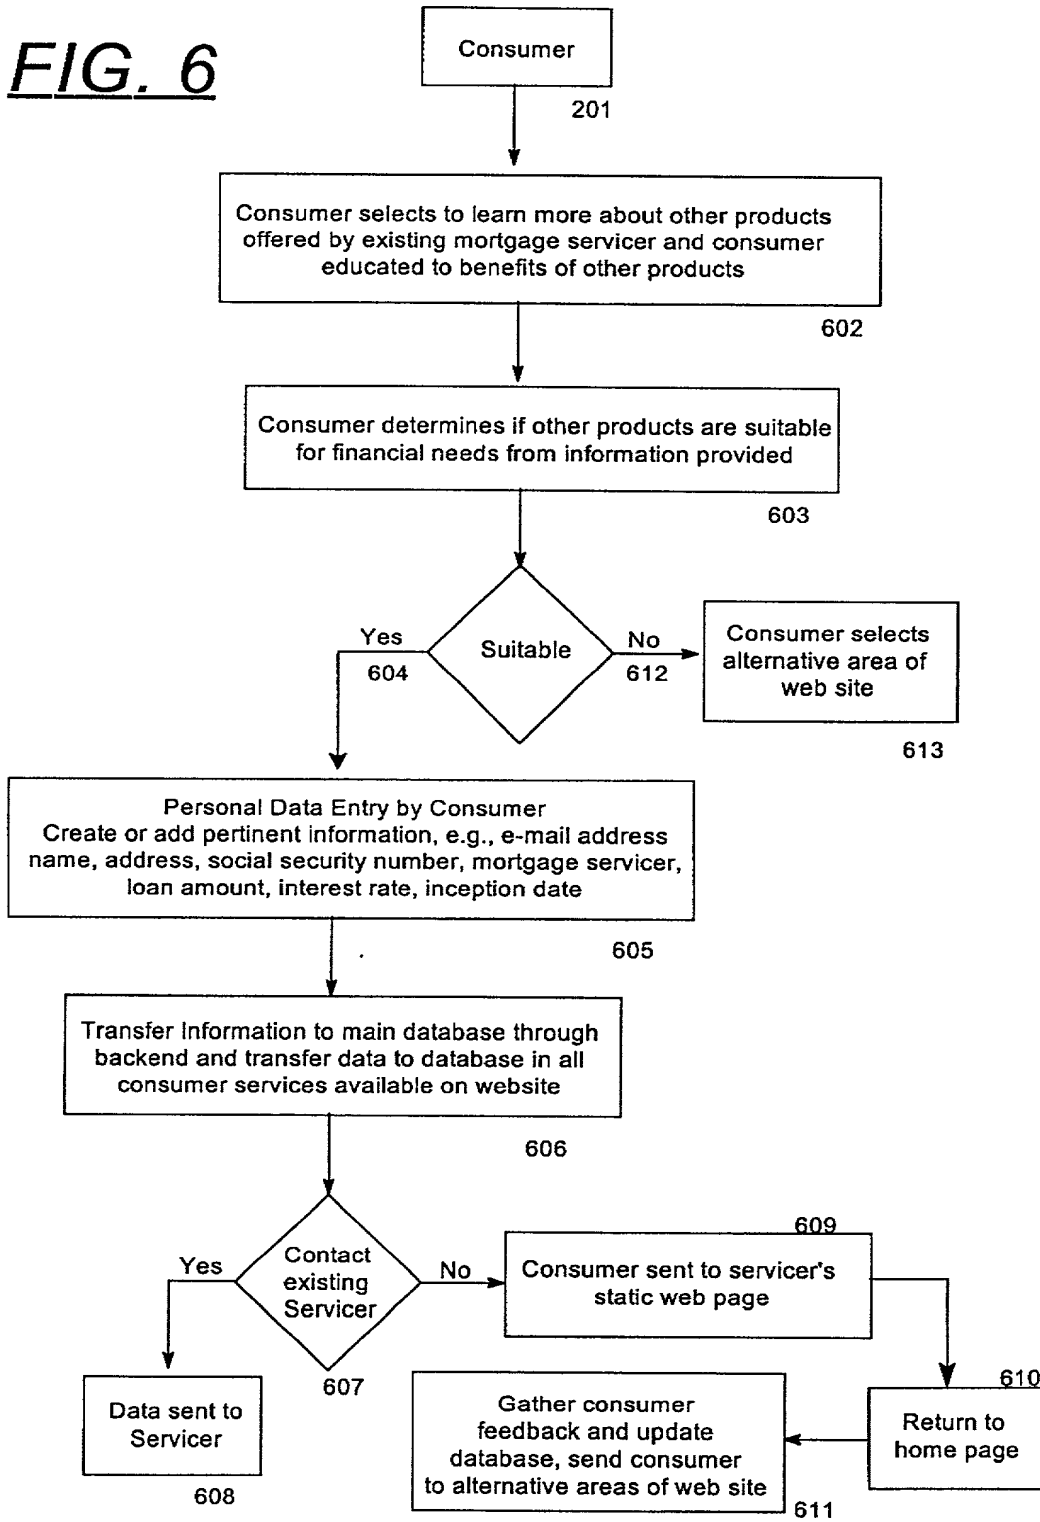 FIG. 6
Consumer
201
Consumer selects to learn more about other products
offered by existing mortgage servicer and consumer
educated to benefits of other products
602
Consumer determines if other products are suitable
for financial needs from information provided
603
Suitable
Yes
604
No
612
Consumer selects
alternative area of
web site
613
Personal Data Entry by Consumer
Create or add pertinent information, e.g., e-mail address
name, address, social security number, mortgage servicer,
loan amount, interest rate, inception date
605
Transfer Information to main database through
backend and transfer data to database in all
consumer services available on website
606
Contact
existing
Servicer
607
Yes
No
Data sent to
Servicer
608
609
Consumer sent to servicer's
static web page
610
Return to
home page
Gather consumer
feedback and update
database, send consumer
to alternative areas of web site
611